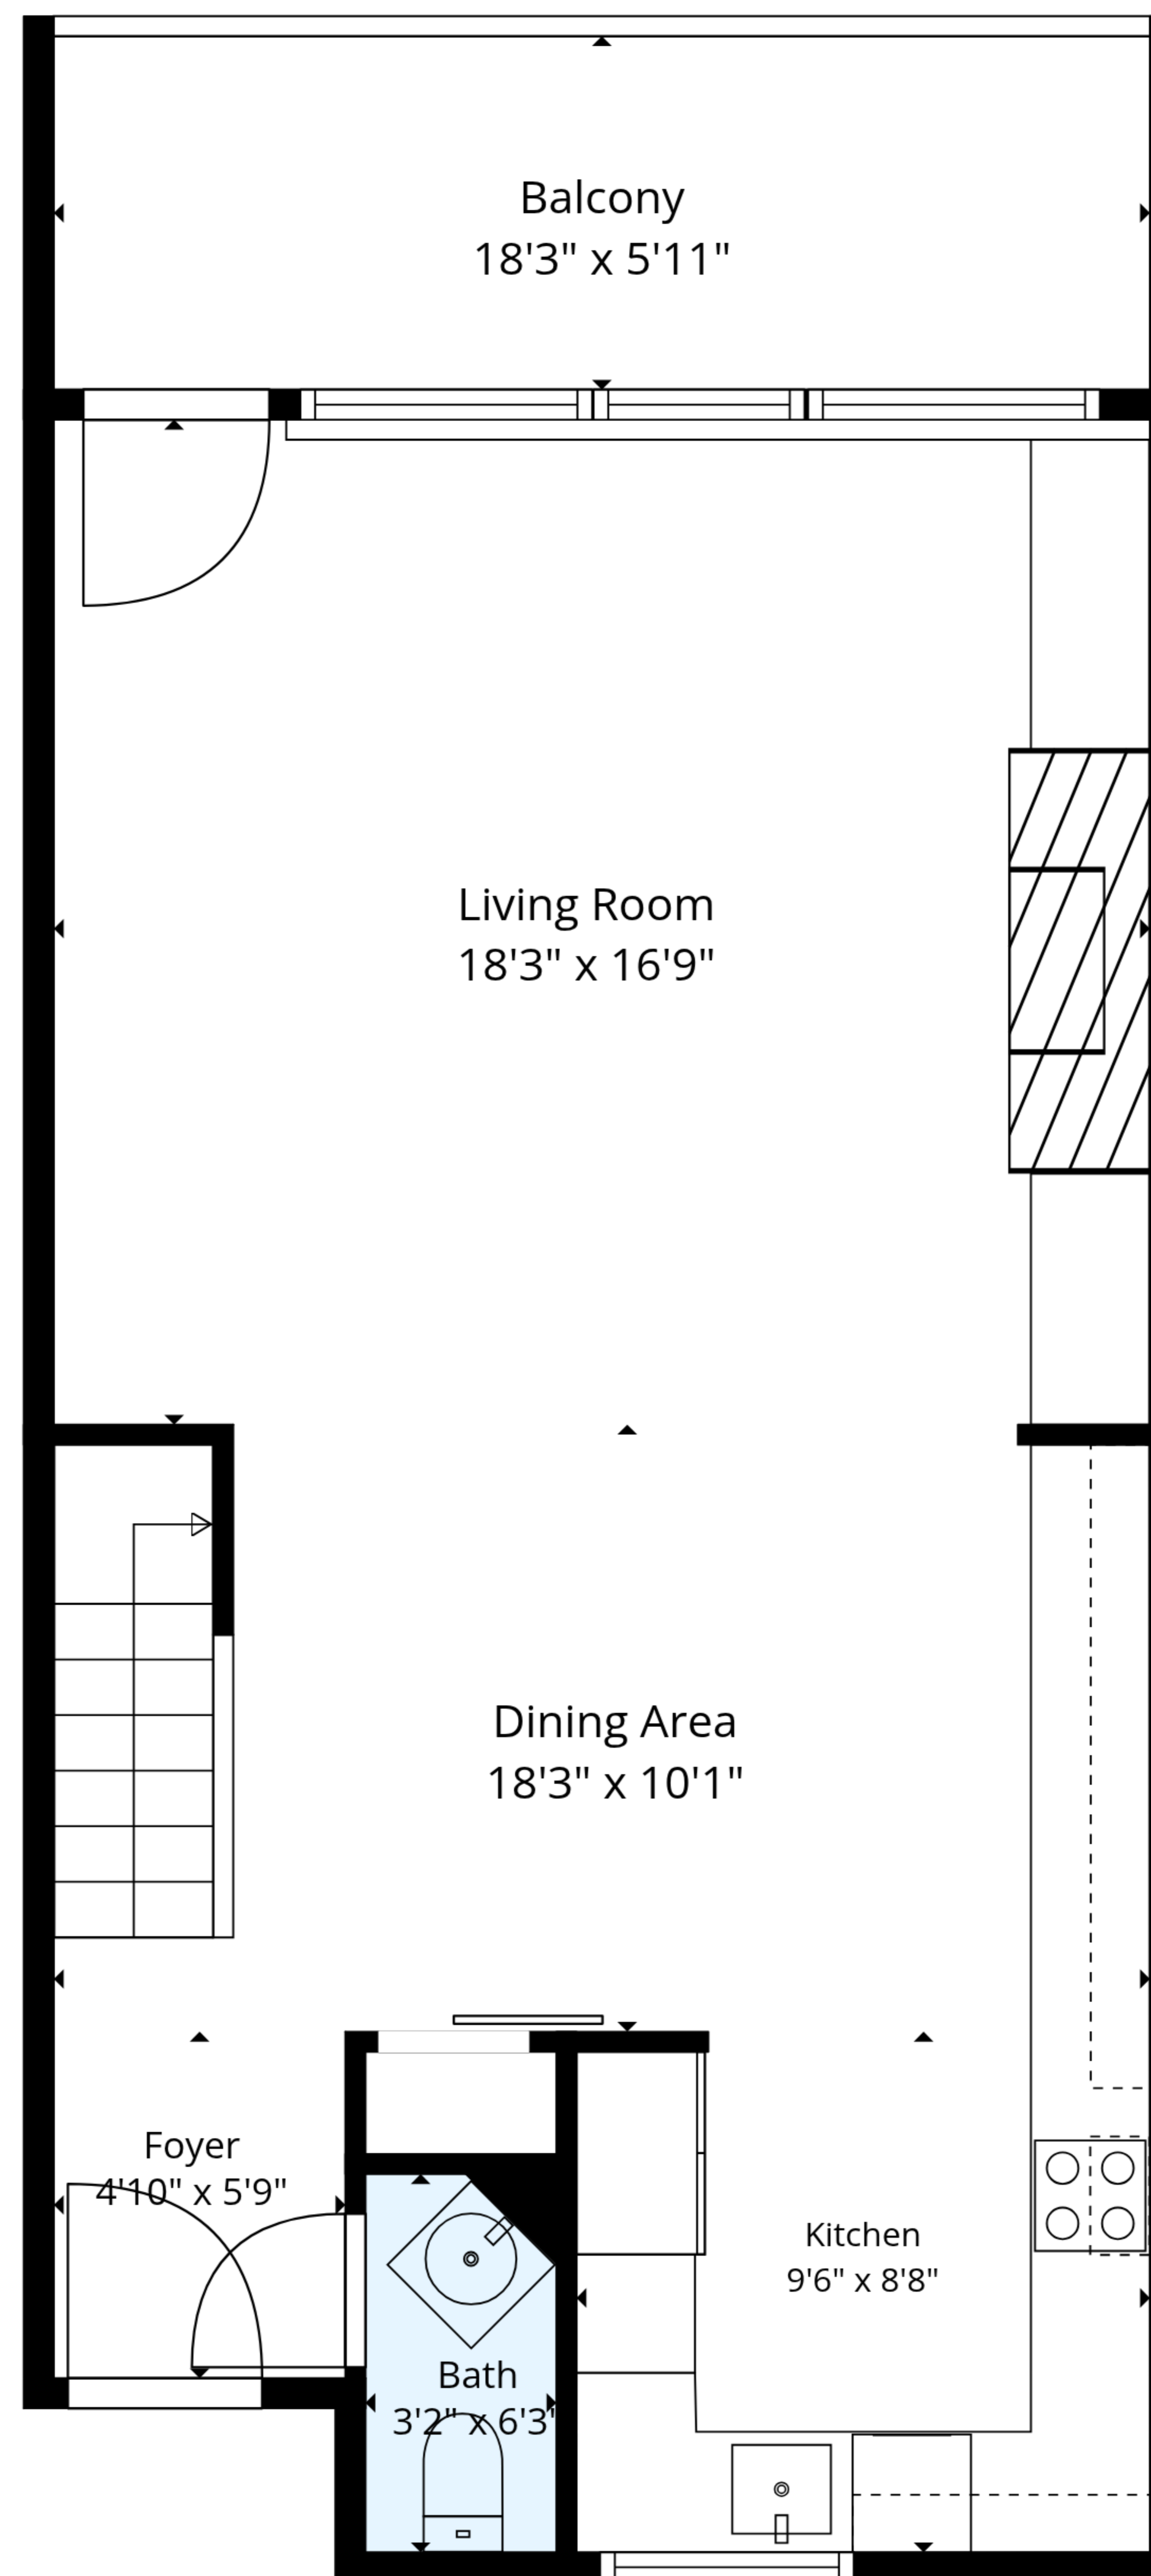 Balcony
18'3" x 5'11"
Living Room
18'3" x 16'9"
Dining Area
18'3" x 10'1"
Foyer
4'10" x 5'9"
Kitchen
9'6" x 8'8"
Bath
3'2" x 6'3"